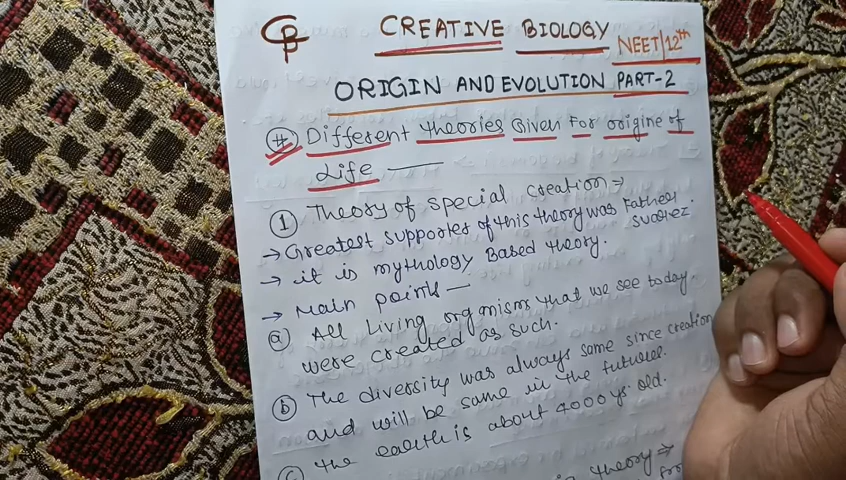 CB
CREATIVE BIOLOGY
NEET/12th
ORIGIN AND EVOLUTION PART-2
# Different theories Given For origine of
Life
① Theory of special creation →
→ Greatest supporter of this theory was Father
suarez.
→ it is mythology Based theory.
→ Main points —
ⓐ All Living organisms that we see today.
were created as such.
ⓑ The diversity was always same since creation
and will be same in the future.
ⓒ the earth is about 4000 ys old.
theory →